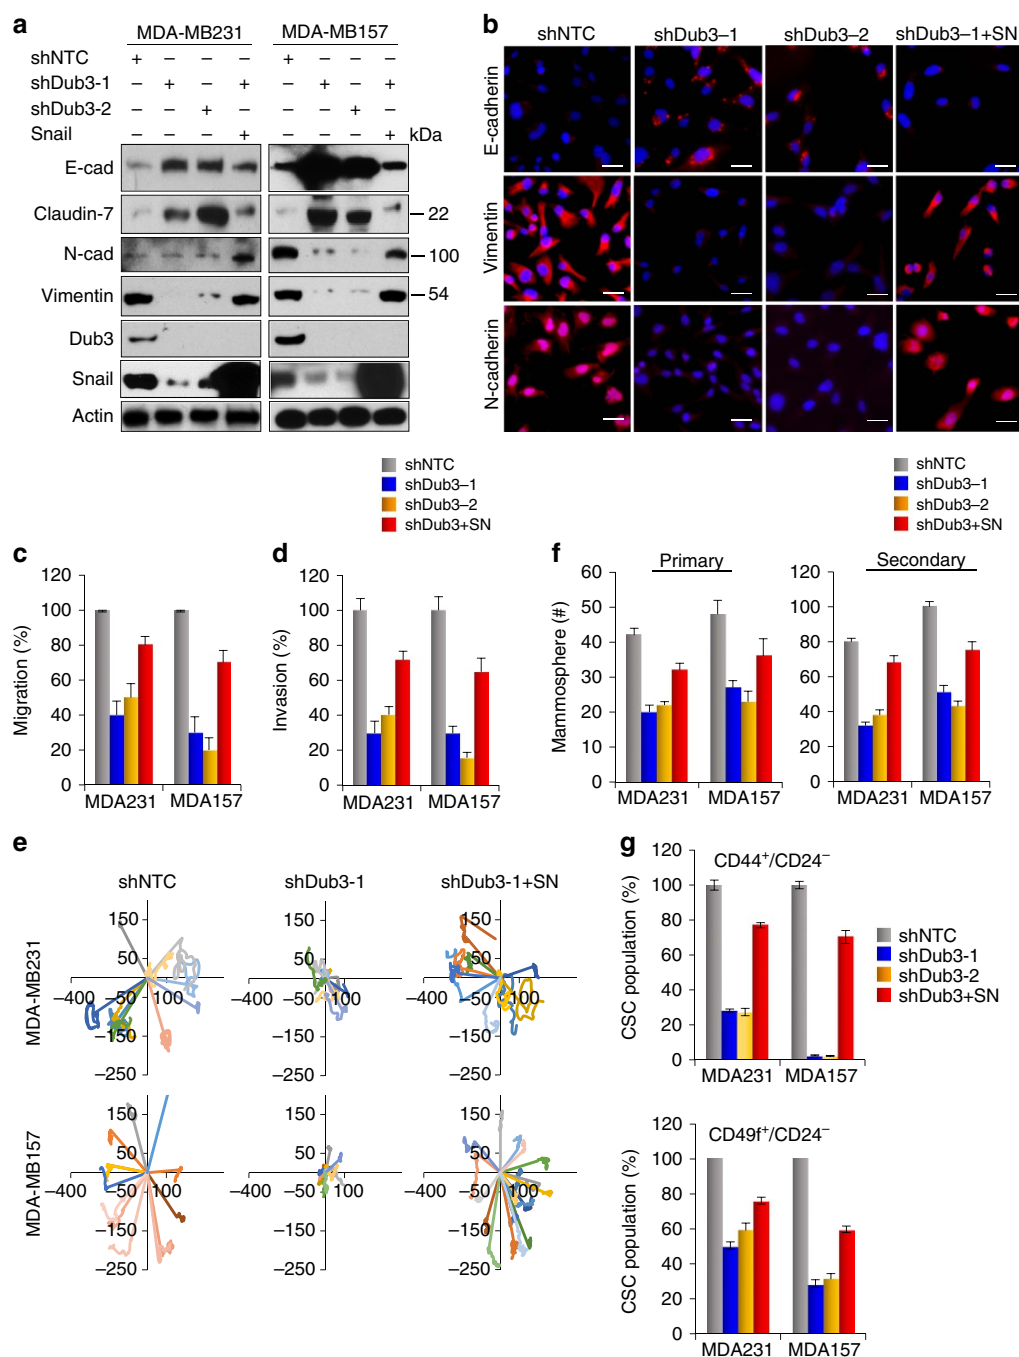 a
MDA-MB231 MDA-MB157
shNTC + – – – + – – –
shDub3-1 – + – + – + – +
shDub3-2 – – + – – – + –
Snail – – – + – – – + kDa
E-cad
Claudin-7 22
N-cad 100
Vimentin 54
Dub3
Snail
Actin
b
shNTC shDub3–1 shDub3–2 shDub3–1+SN
E-cadherin
Vimentin
N-cadherin
shNTC
shDub3–1
shDub3–2
shDub3+SN
shNTC
shDub3–1
shDub3–2
shDub3+SN
c
Migration (%)
120
100
80
60
40
20
0
MDA231 MDA157
d
Invasion (%)
120
100
80
60
40
20
0
MDA231 MDA157
f
Primary
Mammosphere (#)
60
50
40
30
20
10
0
MDA231 MDA157
Secondary
120
100
80
60
40
20
0
MDA231 MDA157
e
shNTC shDub3-1 shDub3-1+SN
MDA-MB231
150
50
–400 –50 100
–150
–250
150
50
–400 –50 100
–150
–250
150
50
–400 –50 100
–150
–250
MDA-MB157
150
50
–400 –50 100
–150
–250
150
50
–400 –50 100
–150
–250
150
50
–400 –50 100
–150
–250
g
CD44+/CD24–
CSC population (%)
120
100
80
60
40
20
0
MDA231 MDA157
shNTC
shDub3-1
shDub3-2
shDub3+SN
CD49f+/CD24–
CSC population (%)
100
80
60
40
20
0
MDA231 MDA157